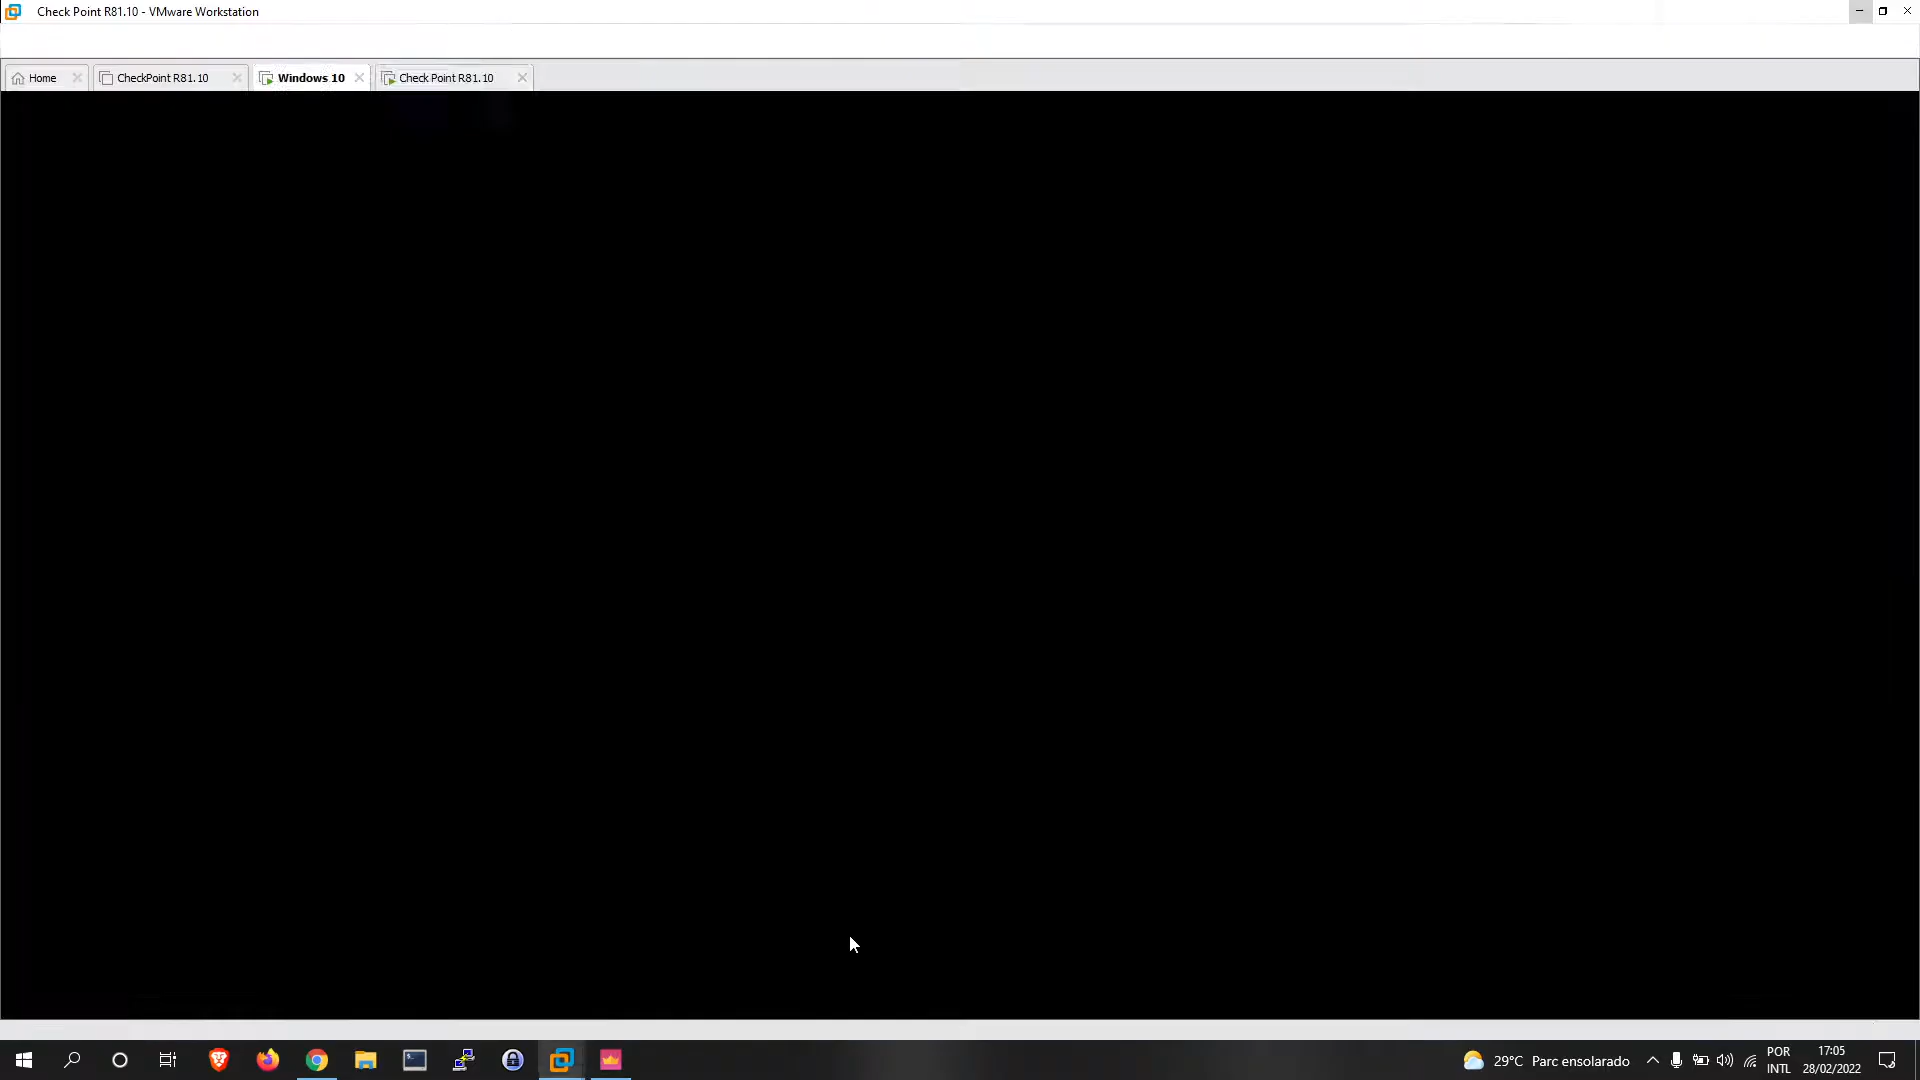 Check Point R81.10 - VMware Workstation
Home
CheckPoint R81.10
Windows 10
Check Point R81.10
29°C Parc ensolarado
POR
INTL
17:05
28/02/2022